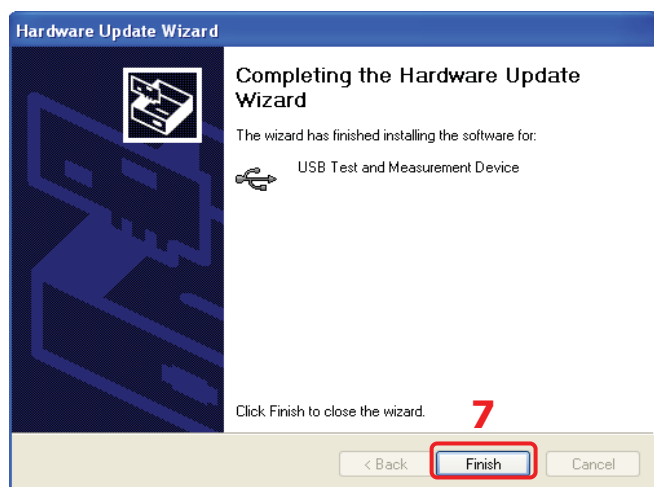 Hardware Update Wizard
Completing the Hardware Update
Wizard
The wizard has finished installing the software for:
USB Test and Measurement Device
Click Finish to close the wizard.
7
< Back
Finish
Cancel